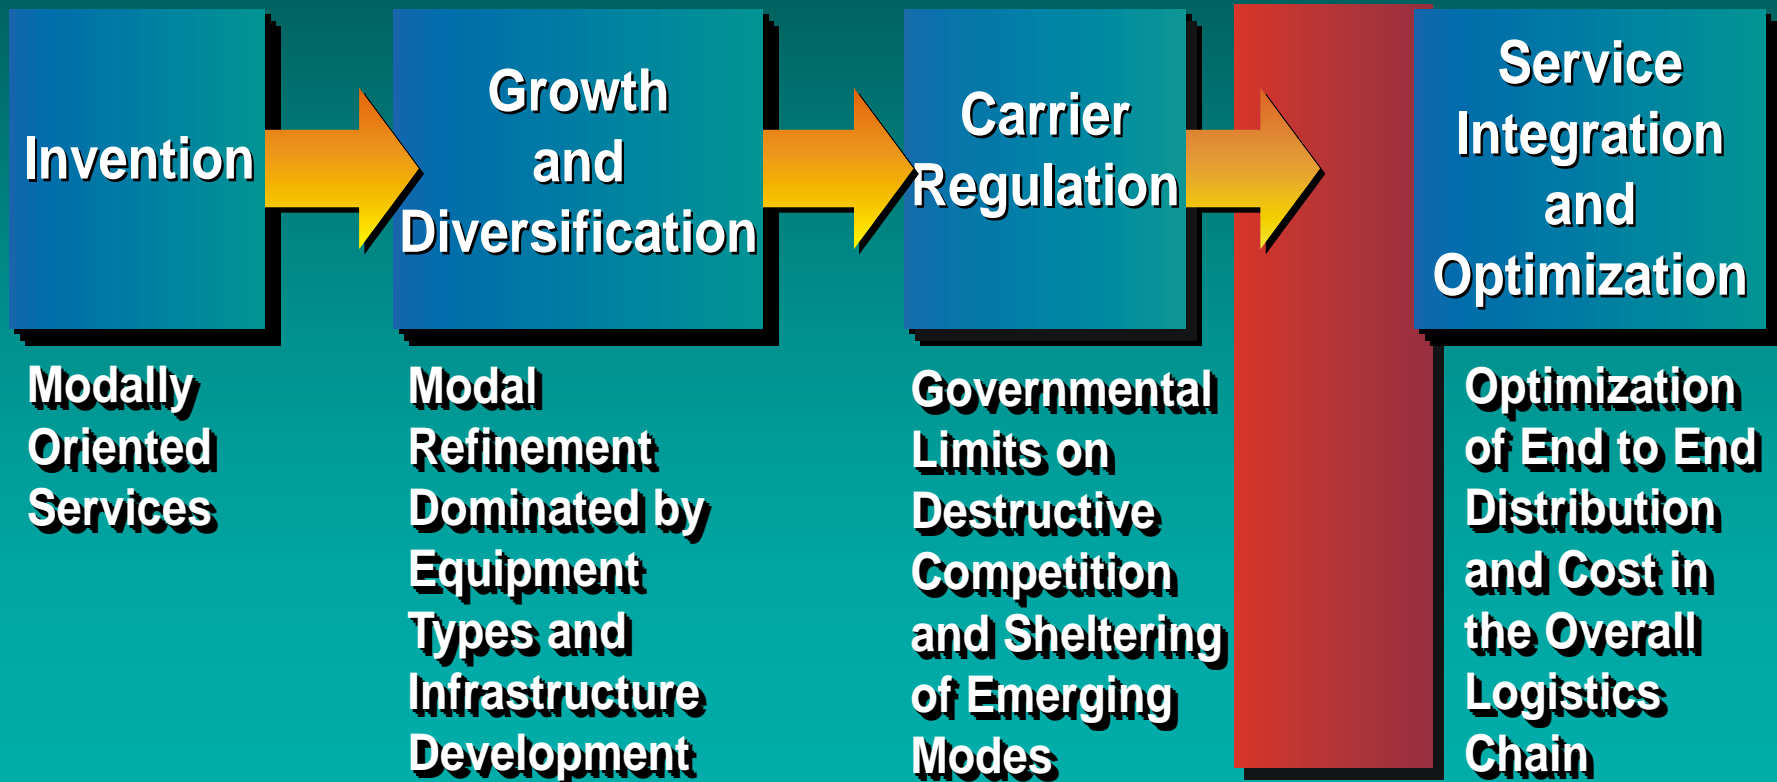 Invention
Growth
and
Diversification
Carrier
Regulation
Service
Integration
and
Optimization
Modally
Oriented
Services
Modal
Refinement
Dominated by
Equipment
Types and
Infrastructure
Development
Governmental
Limits on
Destructive
Competition
and Sheltering
of Emerging
Modes
Optimization
of End to End
Distribution
and Cost in
the Overall
Logistics
Chain